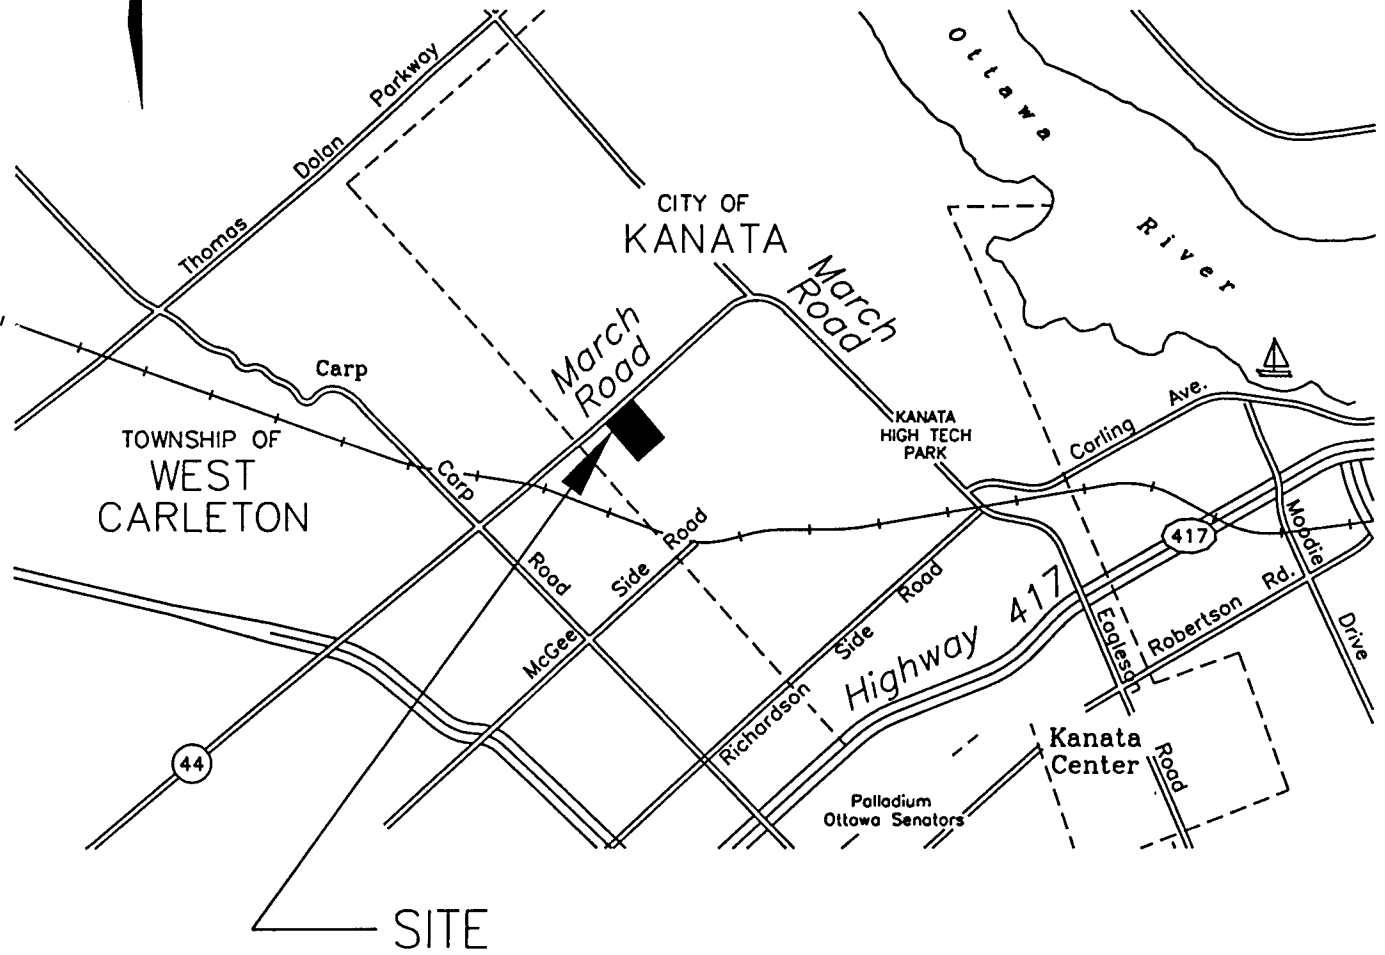 Ottawa
River
Thomas Dolan Parkway
CITY OF
KANATA
March
Road
March
Road
Carp
TOWNSHIP OF
WEST
CARLETON
KANATA
HIGH TECH
PARK
Carling Ave.
Carp Road
McGee Side Road
Richardson Side Road
Highway 417
417
Moodie Drive
Robertson Rd.
Eagleson Road
44
Kanata
Center
Palladium
Ottawa Senators
SITE